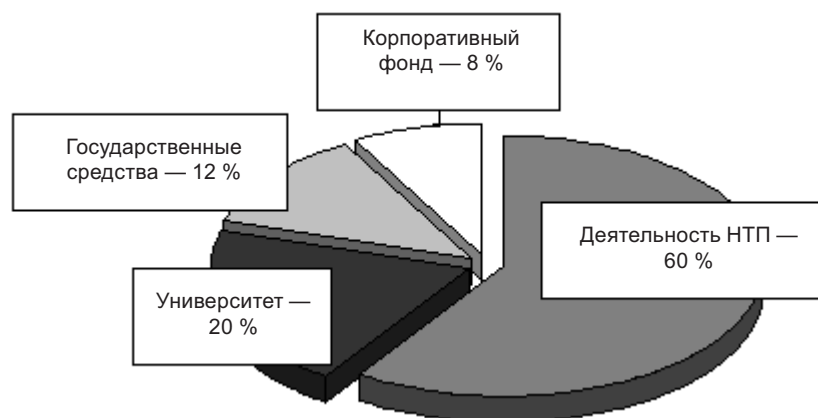 Корпоративный
фонд — 8 %
Государственные
средства — 12 %
Деятельность НТП —
60 %
Университет —
20 %